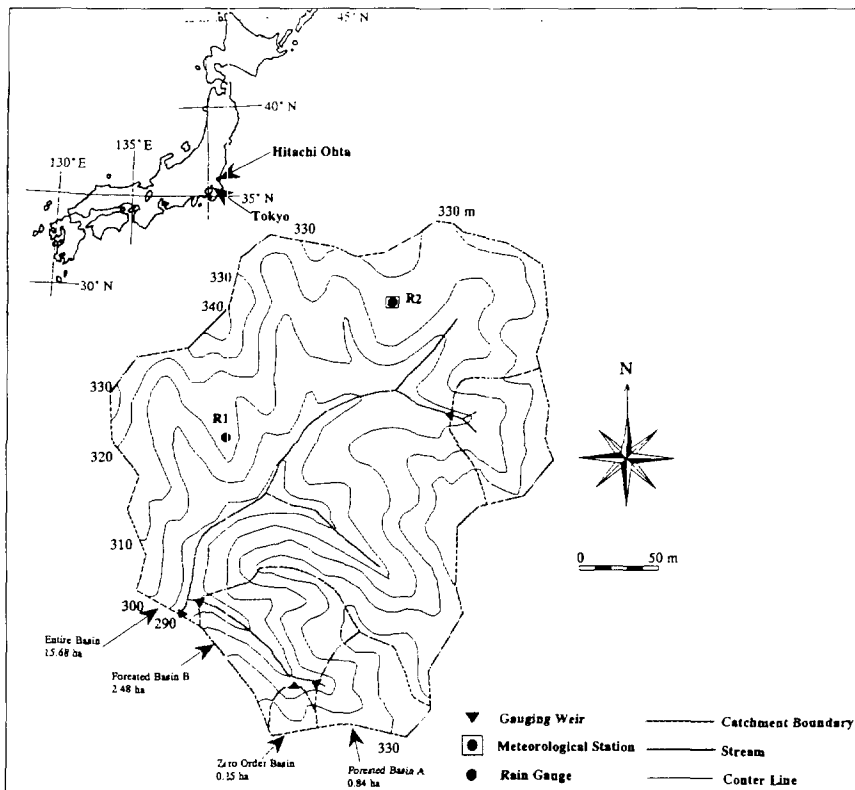 45° N
40° N
135° E
130° E
Hitachi Ohta
35° N
Tokyo
30° N
330
330 m
330
340
R2
330
R1
N
320
310
0 50 m
300
290
Entire Basin
15.68 ha
Forested Basin B
2.48 ha
330
Zero Order Basin
0.25 ha
Forested Basin A
0.84 ha
Gauging Weir
Meteorological Station
Rain Gauge
Catchment Boundary
Stream
Conter Line